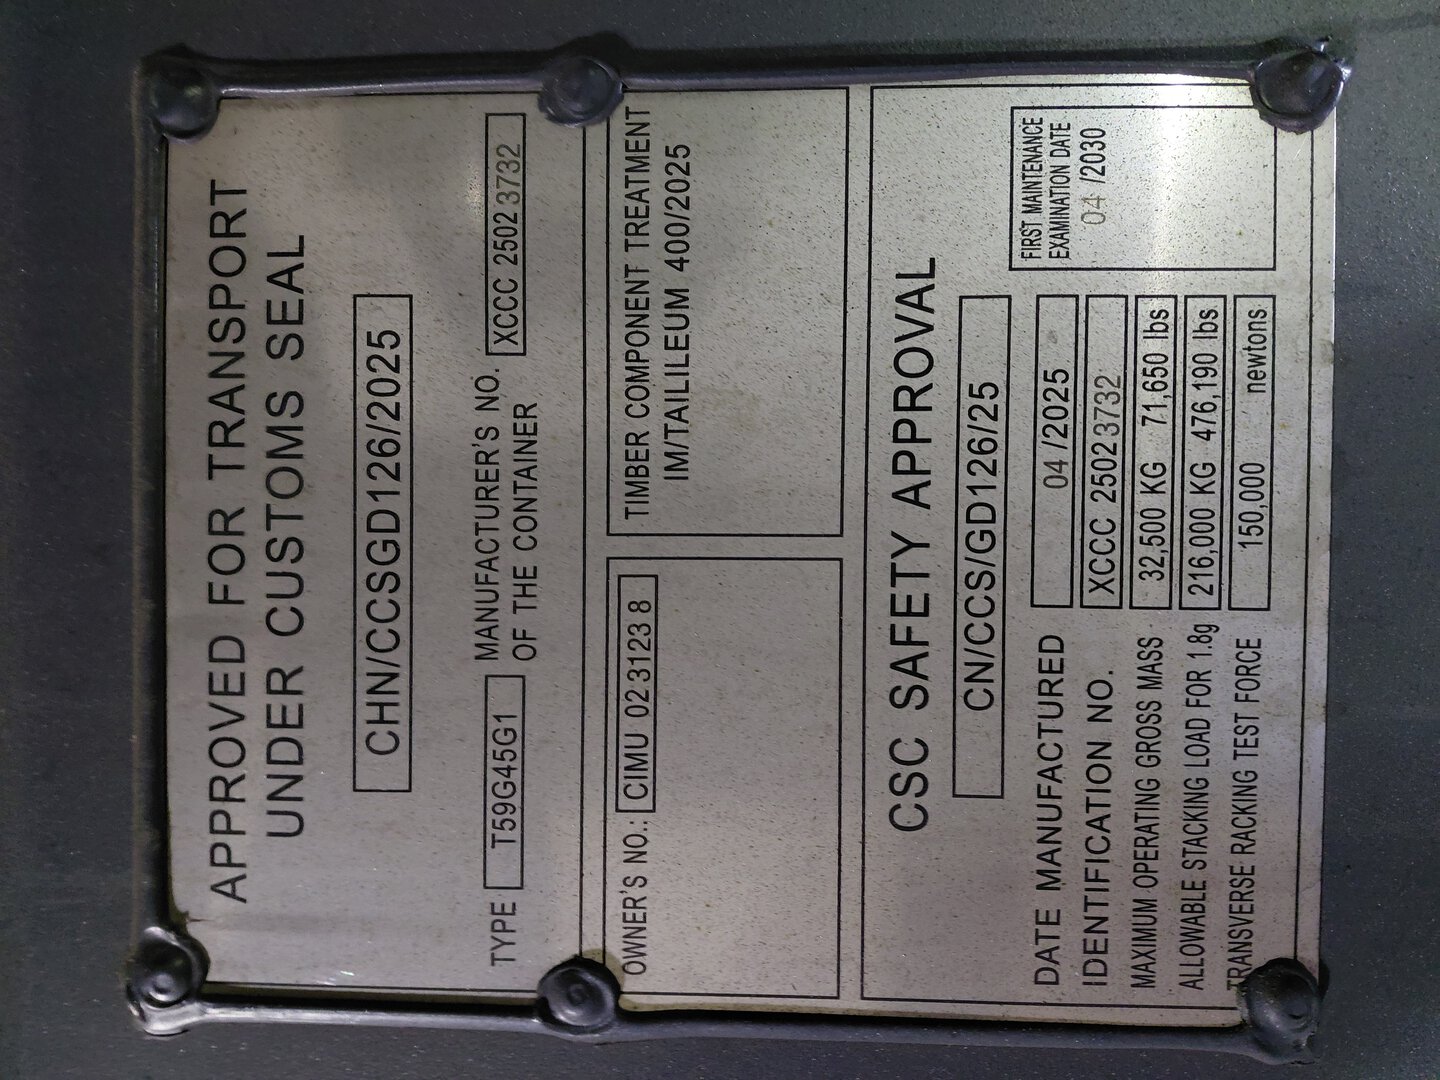 APPROVED FOR TRANSPORT
UNDER CUSTOMS SEAL
CHN/CCSGD126/2025
TYPE T59G45G1 MANUFACTURER'S NO. XCCC 2502 3732
OF THE CONTAINER
OWNER'S NO.: CIMU 02 3123 8
TIMBER COMPONENT TREATMENT
IM/TAILILEUM 400/2025
CSC SAFETY APPROVAL
CN/CCS/GD126/25
DATE MANUFACTURED 04 /2025
IDENTIFICATION NO. XCCC 2502 3732
MAXIMUM OPERATING GROSS MASS 32,500 KG 71,650 lbs
ALLOWABLE STACKING LOAD FOR 1.8g 216,000 KG 476,190 lbs.
TRANSVERSE RACKING TEST FORCE 150,000 newtons
FIRST MAINTENANCE
EXAMINATION DATE
04 /2030